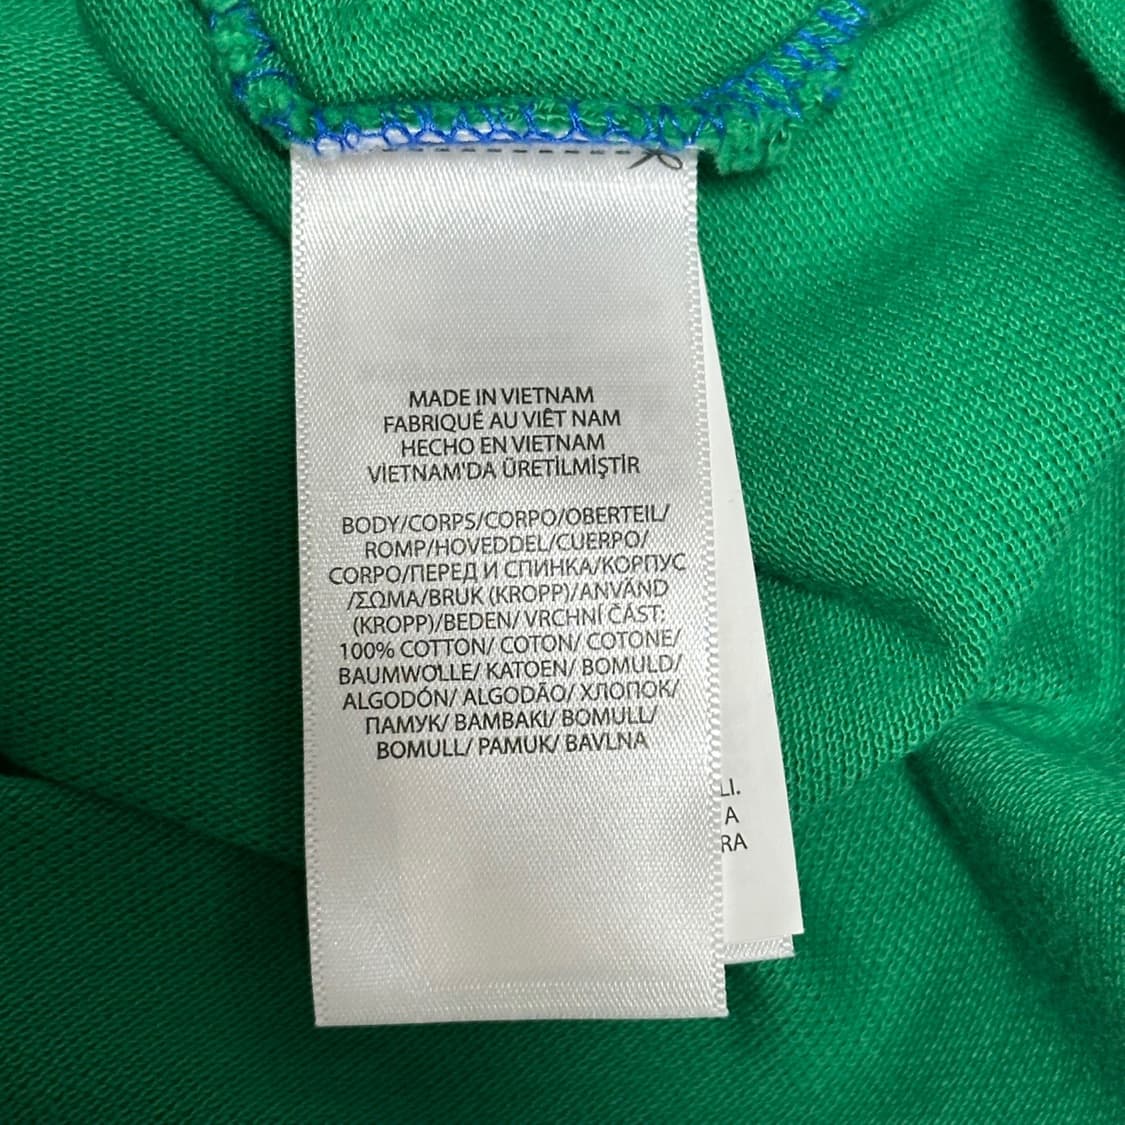 MADE IN VIETNAM
FABRIQUÉ AU VIÊT NAM
HECHO EN VIETNAM
VİETNAM'DA ÜRETİLMİŞTİR
BODY/CORPS/CORPO/OBERTEIL/
ROMP/HOVEDDEL/CUERPO/
CORPO/ПЕРЕД И СПИНКА/КОРПУС
/ΣΩΜΑ/BRUK (KROPP)/ANVÄND
(KROPP)/BEDEN/ VRCHNÍ ČÁST:
100% COTTON/ COTON/ COTONE/
BAUMWOLLE/ KATOEN/ BOMULD/
ALGODÓN/ ALGODÃO/ ХЛОПОК/
ПАМУК/ BAMBAKI/ BOMULL/
BOMULL/ PAMUK/ BAVLNA
LI.
A
RA